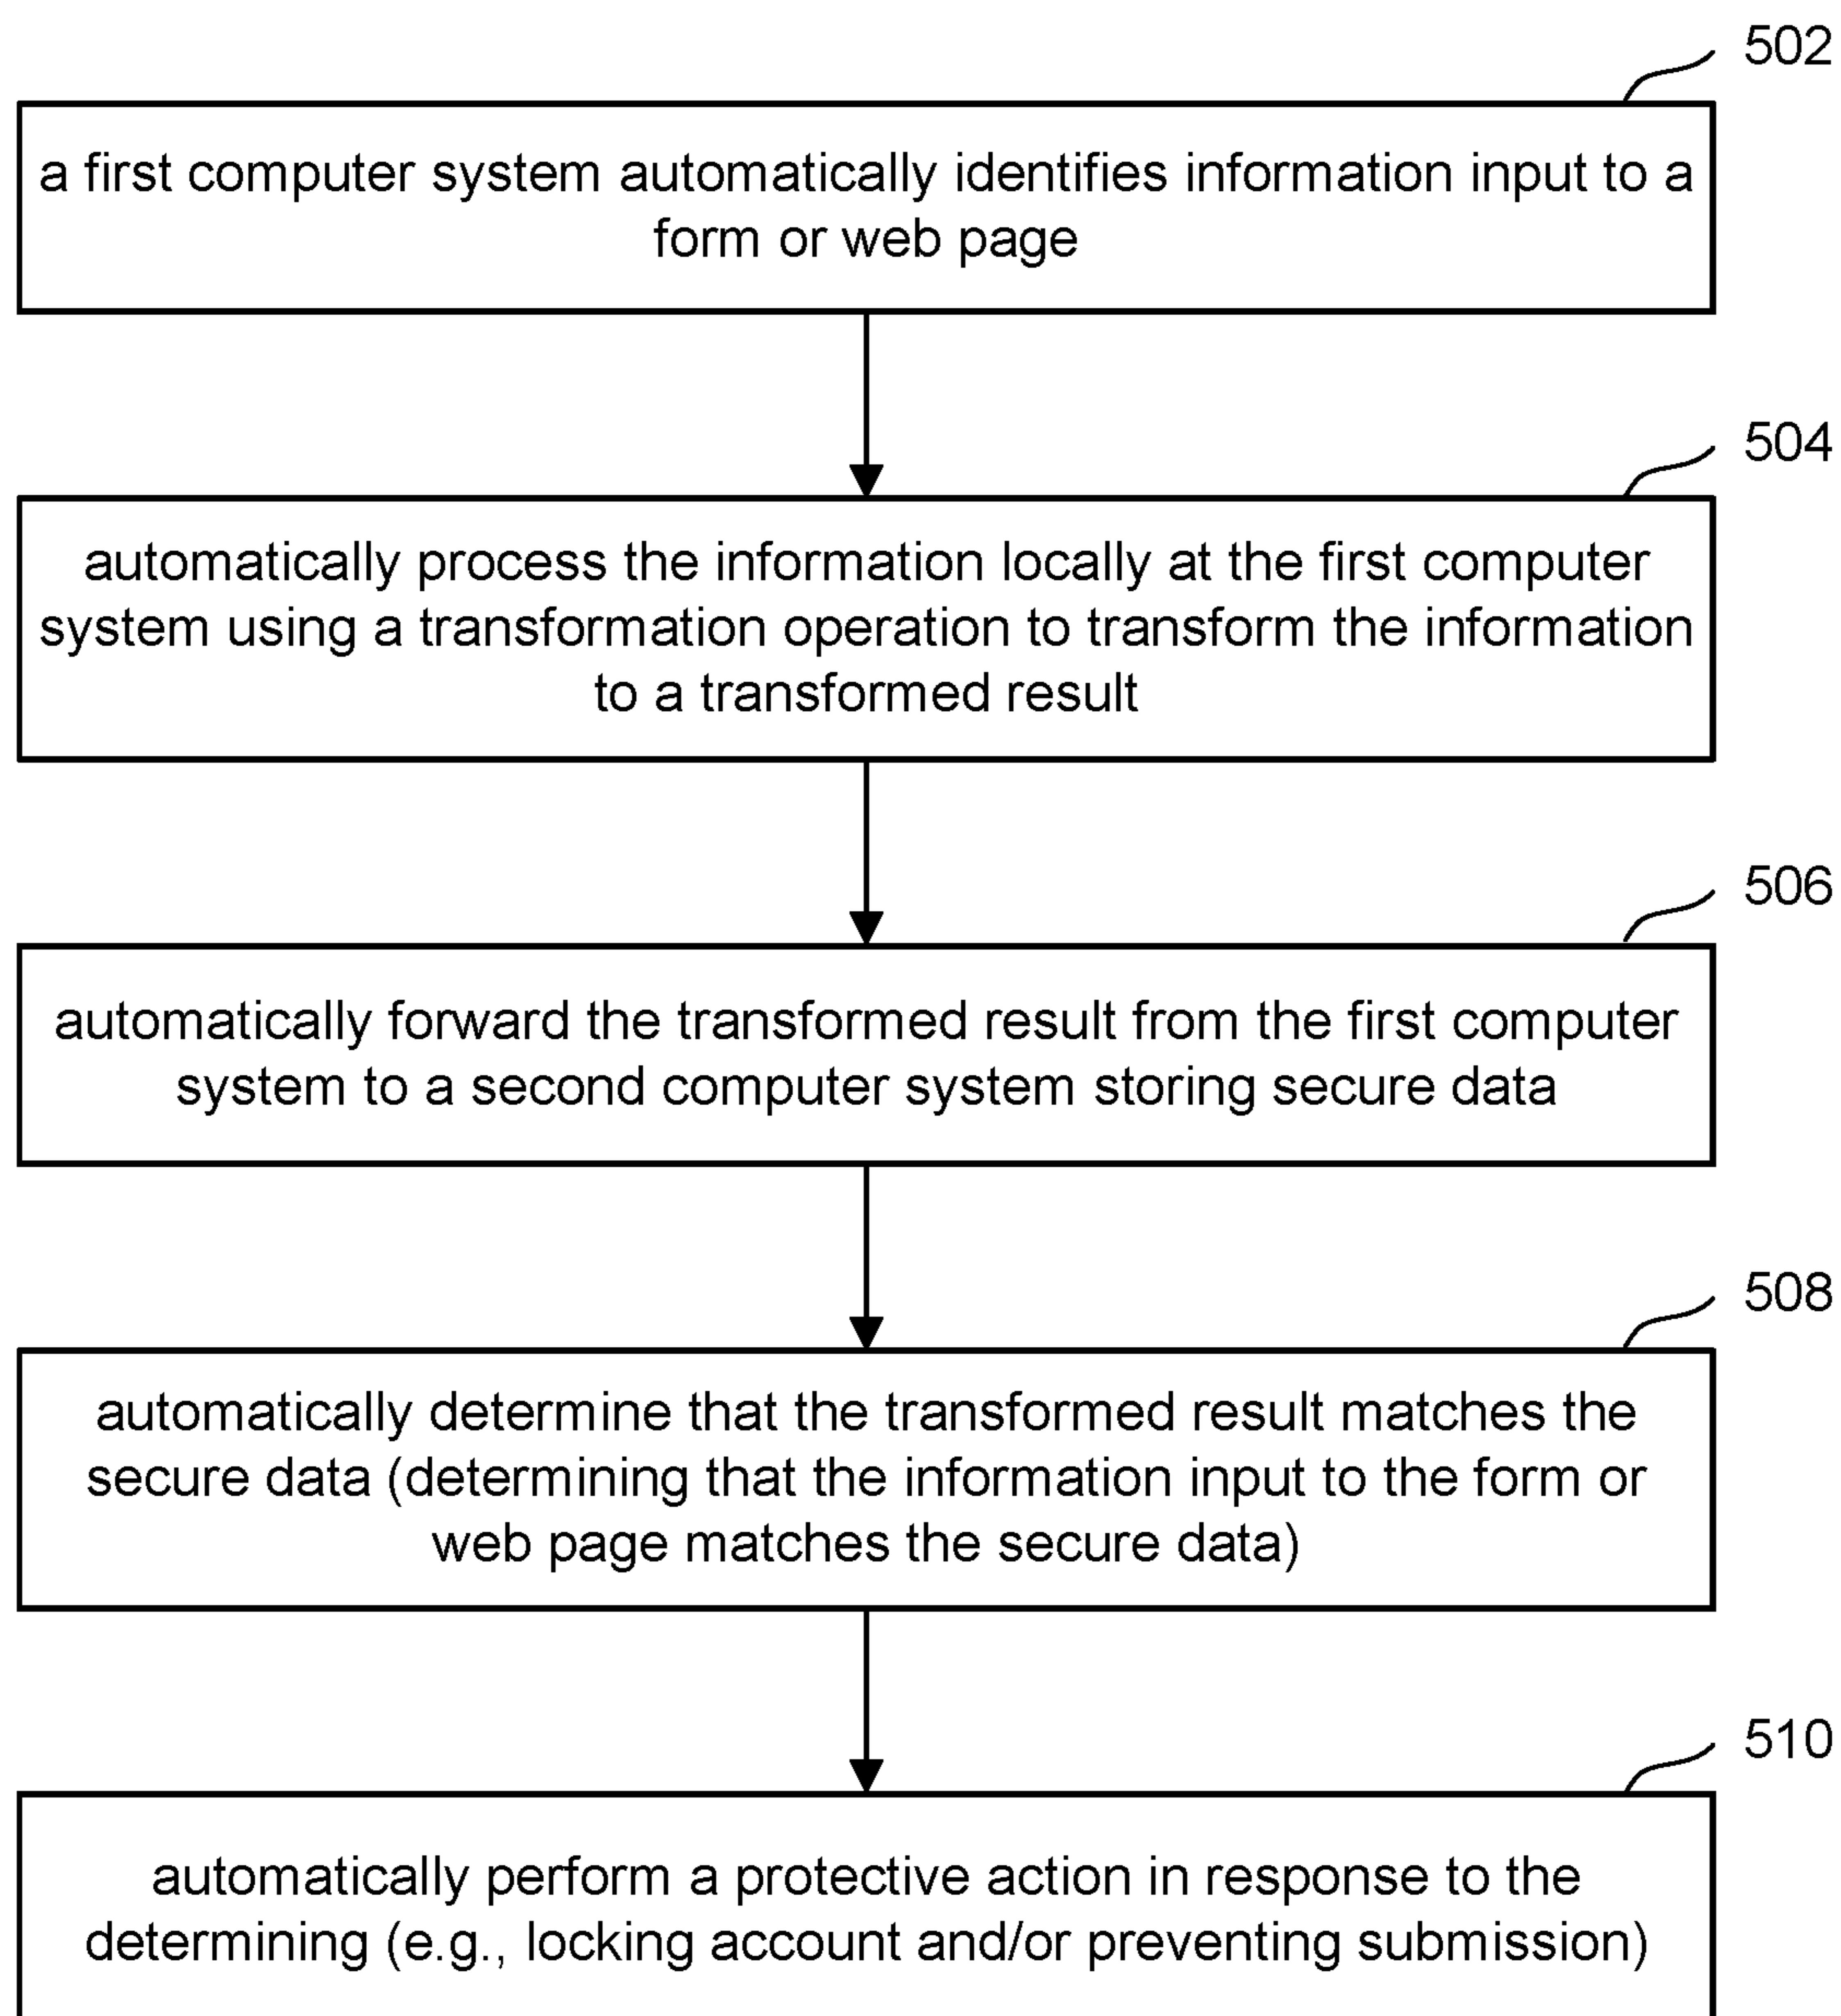 502
a first computer system automatically identifies information input to a
form or web page
504
automatically process the information locally at the first computer
system using a transformation operation to transform the information
to a transformed result
506
automatically forward the transformed result from the first computer
system to a second computer system storing secure data
508
automatically determine that the transformed result matches the
secure data (determining that the information input to the form or
web page matches the secure data)
510
automatically perform a protective action in response to the
determining (e.g., locking account and/or preventing submission)